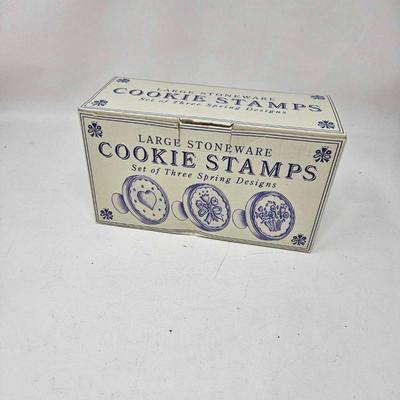 LARGE STONEWARE
COOKIE STAMPS
Set of Three Spring Designs
LARGE STONEWARE
COOKIE STAMPS
Set of Three Spring Designs